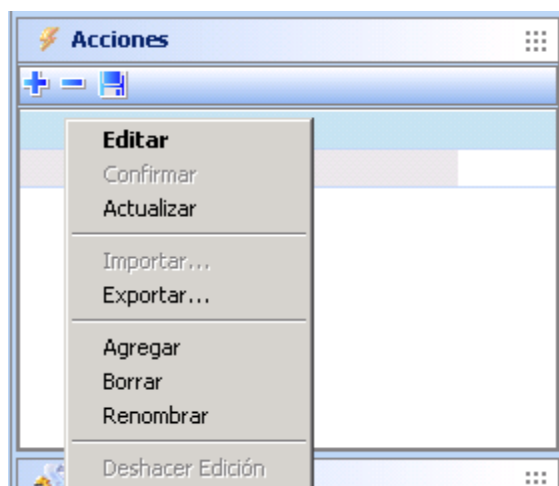 Acciones
Editar
Confirmar
Actualizar
Importar...
Exportar...
Agregar
Borrar
Renombrar
Deshacer Edición